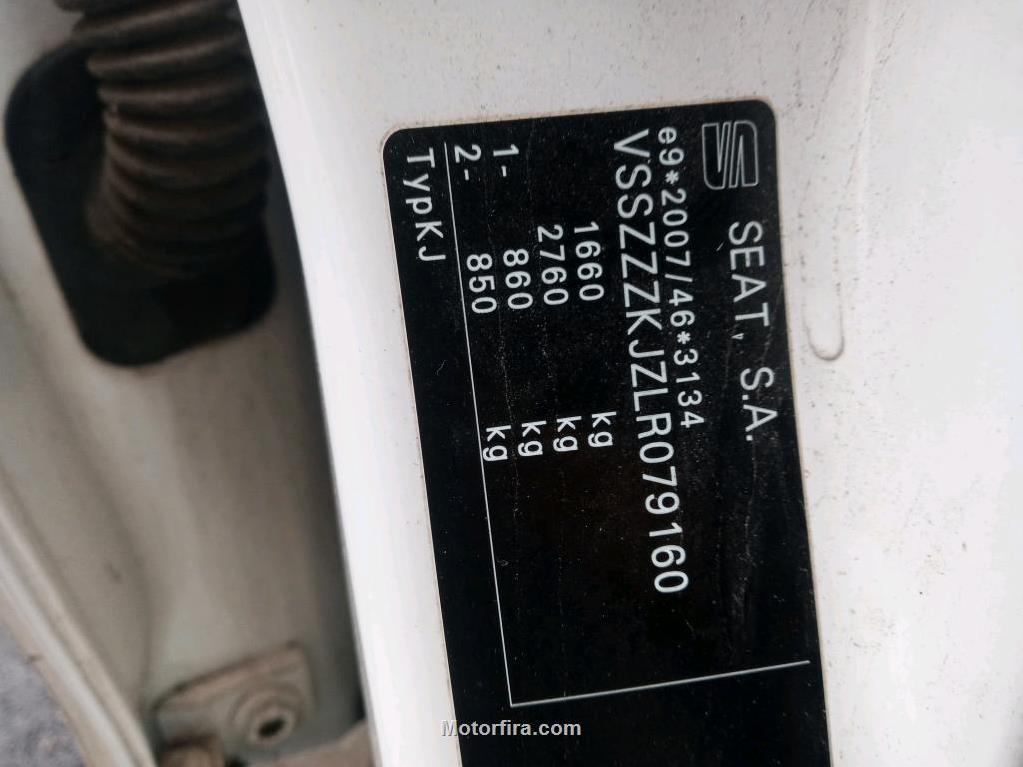 SEAT, S.A.
e9*2007/46*3134
VSSZZZKJZLR079160
1660 kg
2760 kg
1- 860 kg
2- 850 kg
TypKJ
Motorfira.com